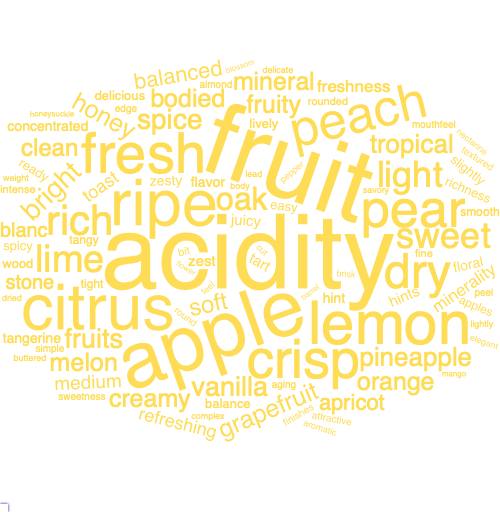 blossom
delicate
balanced
mineral
almond
freshness
delicious
bodied
rounded
honey
edge
fruity
peach
honeysuckle
spice
lively
mouthfeel
concentrated
fruit
tropical
nectarine
clean
fresh
textured
ready
pepper
light
slightly
bright
toast
zesty
flavor
lead
weight
body
savory
richness
intense
ripe
oak
easy
pear
smooth
rich
juicy
blanc
sweet
tangy
acidity
spicy
bit
cut
fine
lime
zest
tart
dry
floral
wood
flower
brisk
minerality
stone
tight
feel
peel
dried
citrus
soft
barrel
hint
hints
apples
round
lemon
lightly
tangerine
fruits
apple
elegant
simple
crisp
pineapple
buttered
melon
mango
medium
vanilla
aging
orange
sweetness
creamy
balance
grapefruit
apricot
refreshing
complex
finishes
attractive
aromatic